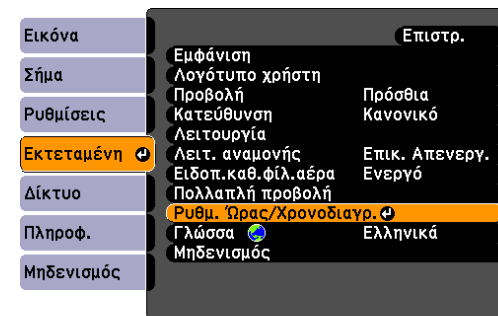 Εικόνα
Σήμα
Ρυθμίσεις
Εκτεταμένη
Δίκτυο
Πληροφ.
Μηδενισμός
Επιστρ.
Εμφάνιση
Λογότυπο χρήστη
Προβολή Πρόσθια
Κατεύθυνση Κανονικό
Λειτουργία
Λειτ. αναμονής Επικ. Απενεργ.
Ειδοπ.καθ.φίλ.αέρα Ενεργό
Πολλαπλή προβολή
Ρυθμ. Ώρας/Χρονοδιαγρ.
Γλώσσα Ελληνικά
Μηδενισμός